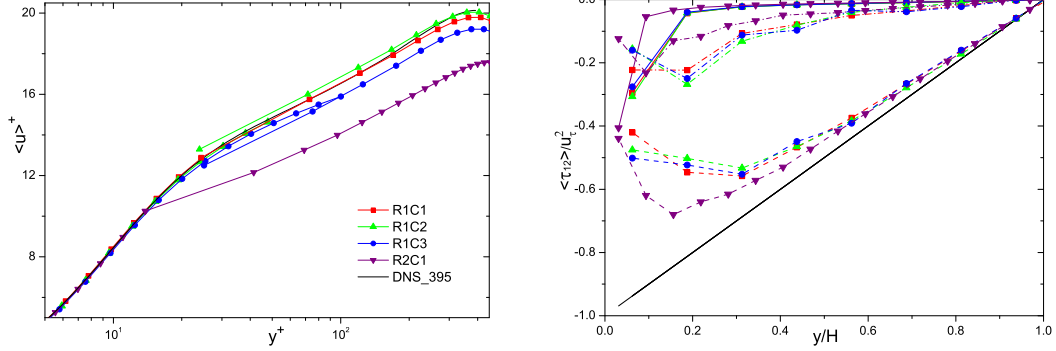 <u>⁺
20
16
12
8
10¹
10²
y⁺
R1C1
R1C2
R1C3
R2C1
DNS_395
<τ₁₂>/u²τ
0.0
-0.2
-0.4
-0.6
-0.8
-1.0
0.0
0.2
0.4
0.6
0.8
1.0
y/H